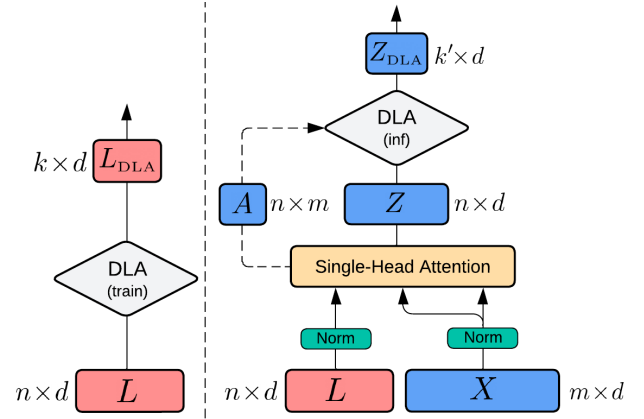 k × d
L_DLA
DLA
(train)
n × d
L
Z_DLA
k′ × d
DLA
(inf)
A
n × m
Z
n × d
Single-Head Attention
Norm
Norm
n × d
L
X
m × d